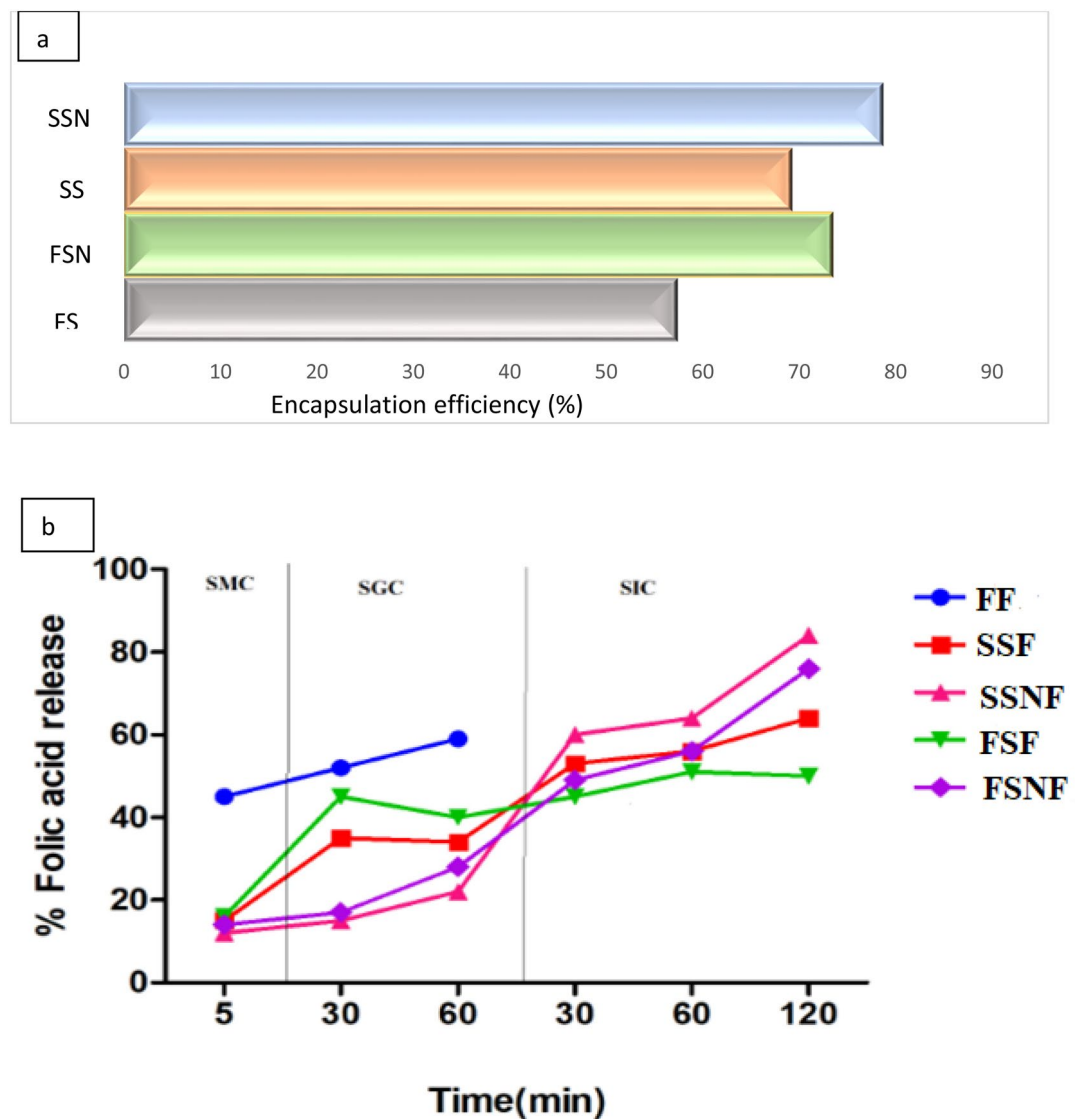 a
SSN
SS
FSN
FS
0 10 20 30 40 50 60 70 80 90
Encapsulation efficiency (%)
b
% Folic acid release
100
80
60
40
20
0
SMC SGC SIC
5 30 60 30 60 120
Time(min)
FF
SSF
SSNF
FSF
FSNF